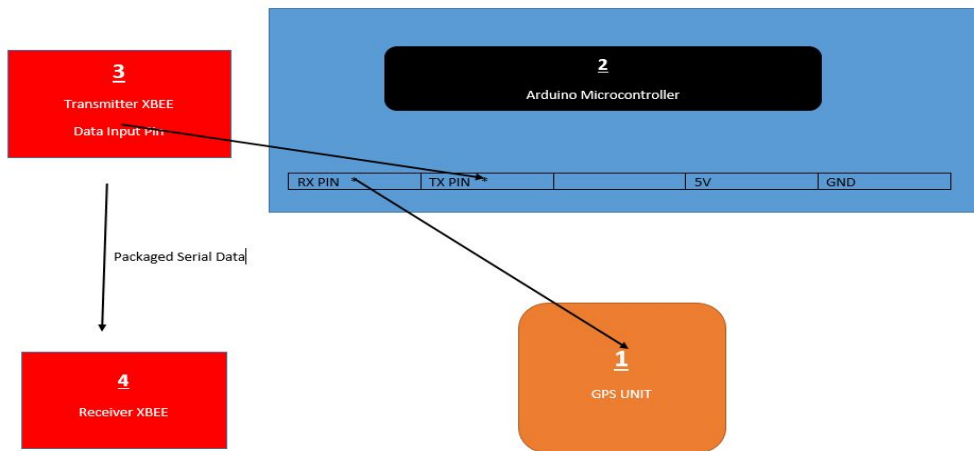 3
Transmitter XBEE
Data Input Pin
2
Arduino Microcontroller
RX PIN * TX PIN * 5V GND
Packaged Serial Data
4
Receiver XBEE
1
GPS UNIT